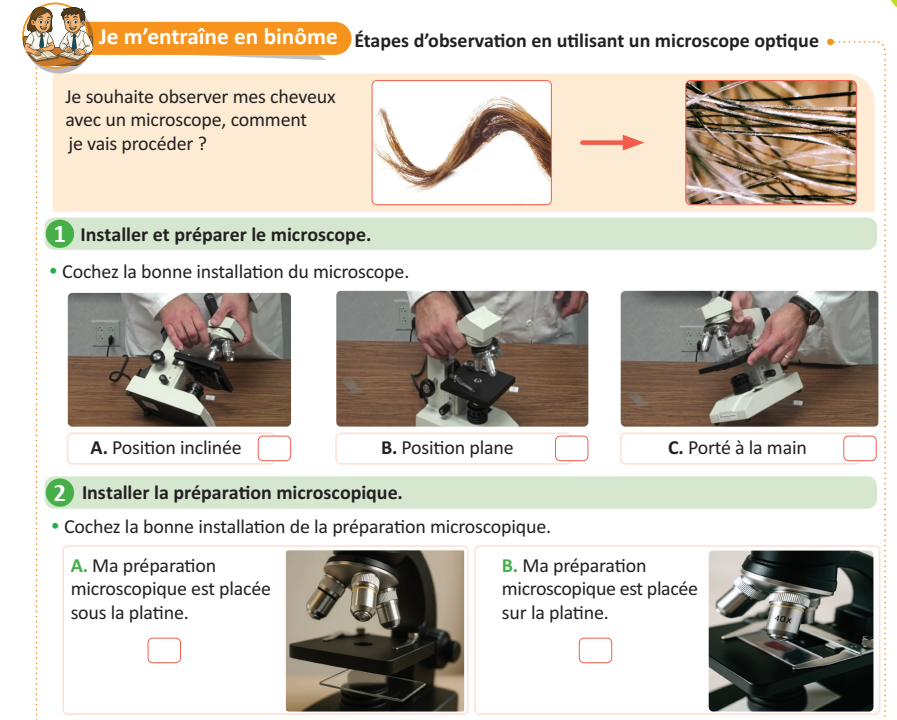 Je m'entraîne en binôme
Étapes d'observation en utilisant un microscope optique
Je souhaite observer mes cheveux
avec un microscope, comment
je vais procéder ?
1 Installer et préparer le microscope.
• Cochez la bonne installation du microscope.
A. Position inclinée
B. Position plane
C. Porté à la main
2 Installer la préparation microscopique.
• Cochez la bonne installation de la préparation microscopique.
A. Ma préparation
microscopique est placée
sous la platine.
B. Ma préparation
microscopique est placée
sur la platine.
40X